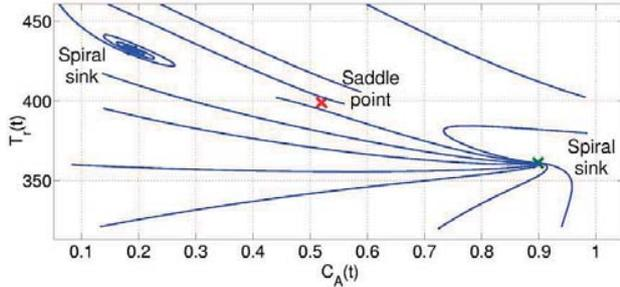 450
400
350
T_r(t)
Spiral
sink
Saddle
point
Spiral
sink
0.1 0.2 0.3 0.4 0.5 0.6 0.7 0.8 0.9 1
C_A(t)